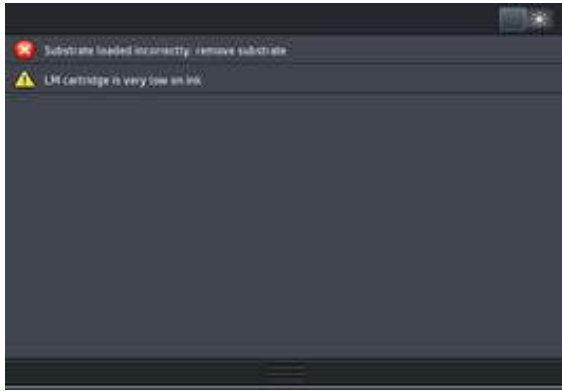 Substrate loaded incorrectly: remove substrate
LM cartridge is very low on ink